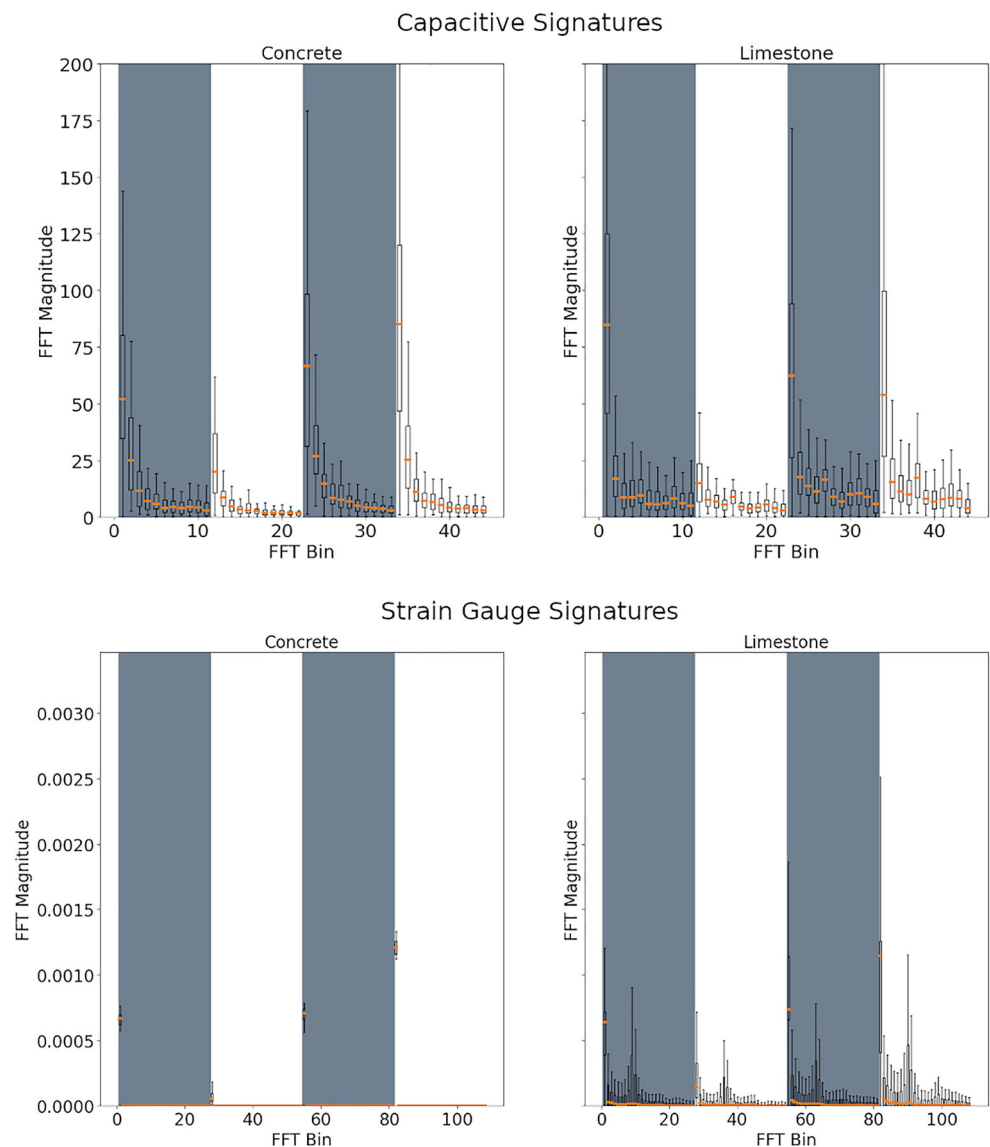 Capacitive Signatures
Concrete
Limestone
FFT Magnitude
200
175
150
125
100
75
50
25
0
0 10 20 30 40
FFT Bin
FFT Magnitude
0 10 20 30 40
FFT Bin
Strain Gauge Signatures
Concrete
Limestone
FFT Magnitude
0.0030
0.0025
0.0020
0.0015
0.0010
0.0005
0.0000
0 20 40 60 80 100
FFT Bin
FFT Magnitude
0 20 40 60 80 100
FFT Bin